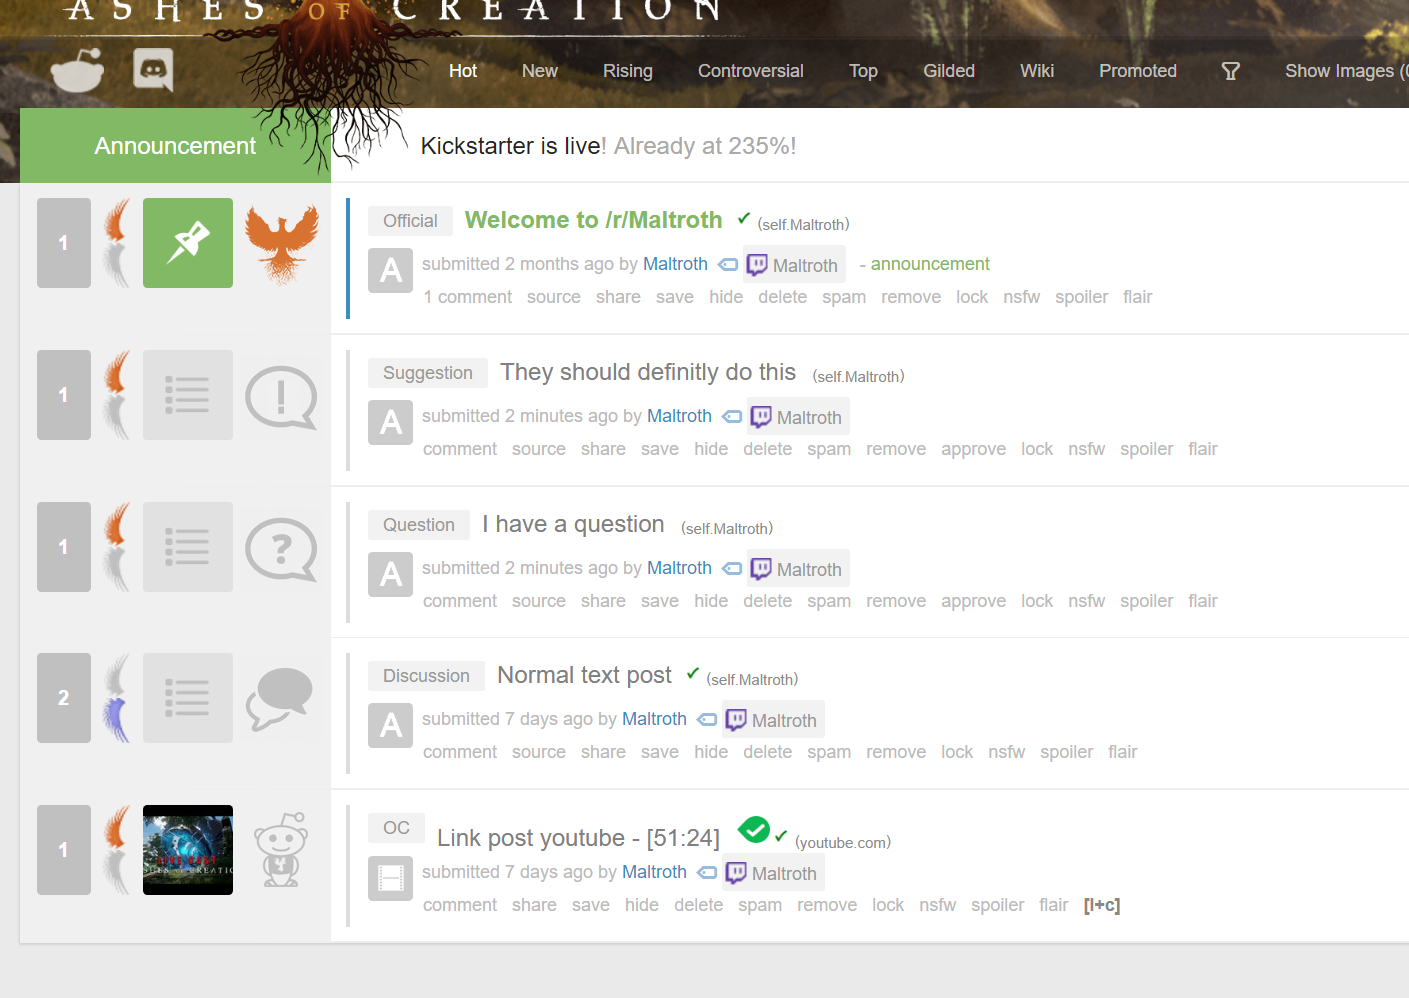 ASHES OF CREATION
Hot New Rising Controversial Top Gilded Wiki Promoted Show Images (
Announcement Kickstarter is live! Already at 235%!
1 Official Welcome to /r/Maltroth ✔ (self.Maltroth)
A submitted 2 months ago by Maltroth Maltroth - announcement
1 comment source share save hide delete spam remove lock nsfw spoiler flair
1 Suggestion They should definitly do this (self.Maltroth)
A submitted 2 minutes ago by Maltroth Maltroth
comment source share save hide delete spam remove approve lock nsfw spoiler flair
1 Question I have a question (self.Maltroth)
A submitted 2 minutes ago by Maltroth Maltroth
comment source share save hide delete spam remove approve lock nsfw spoiler flair
2 Discussion Normal text post ✔ (self.Maltroth)
A submitted 7 days ago by Maltroth Maltroth
comment source share save hide delete spam remove lock nsfw spoiler flair
1 OC Link post youtube - [51:24] ✔ (youtube.com)
submitted 7 days ago by Maltroth Maltroth
comment share save hide delete spam remove lock nsfw spoiler flair [l+c]